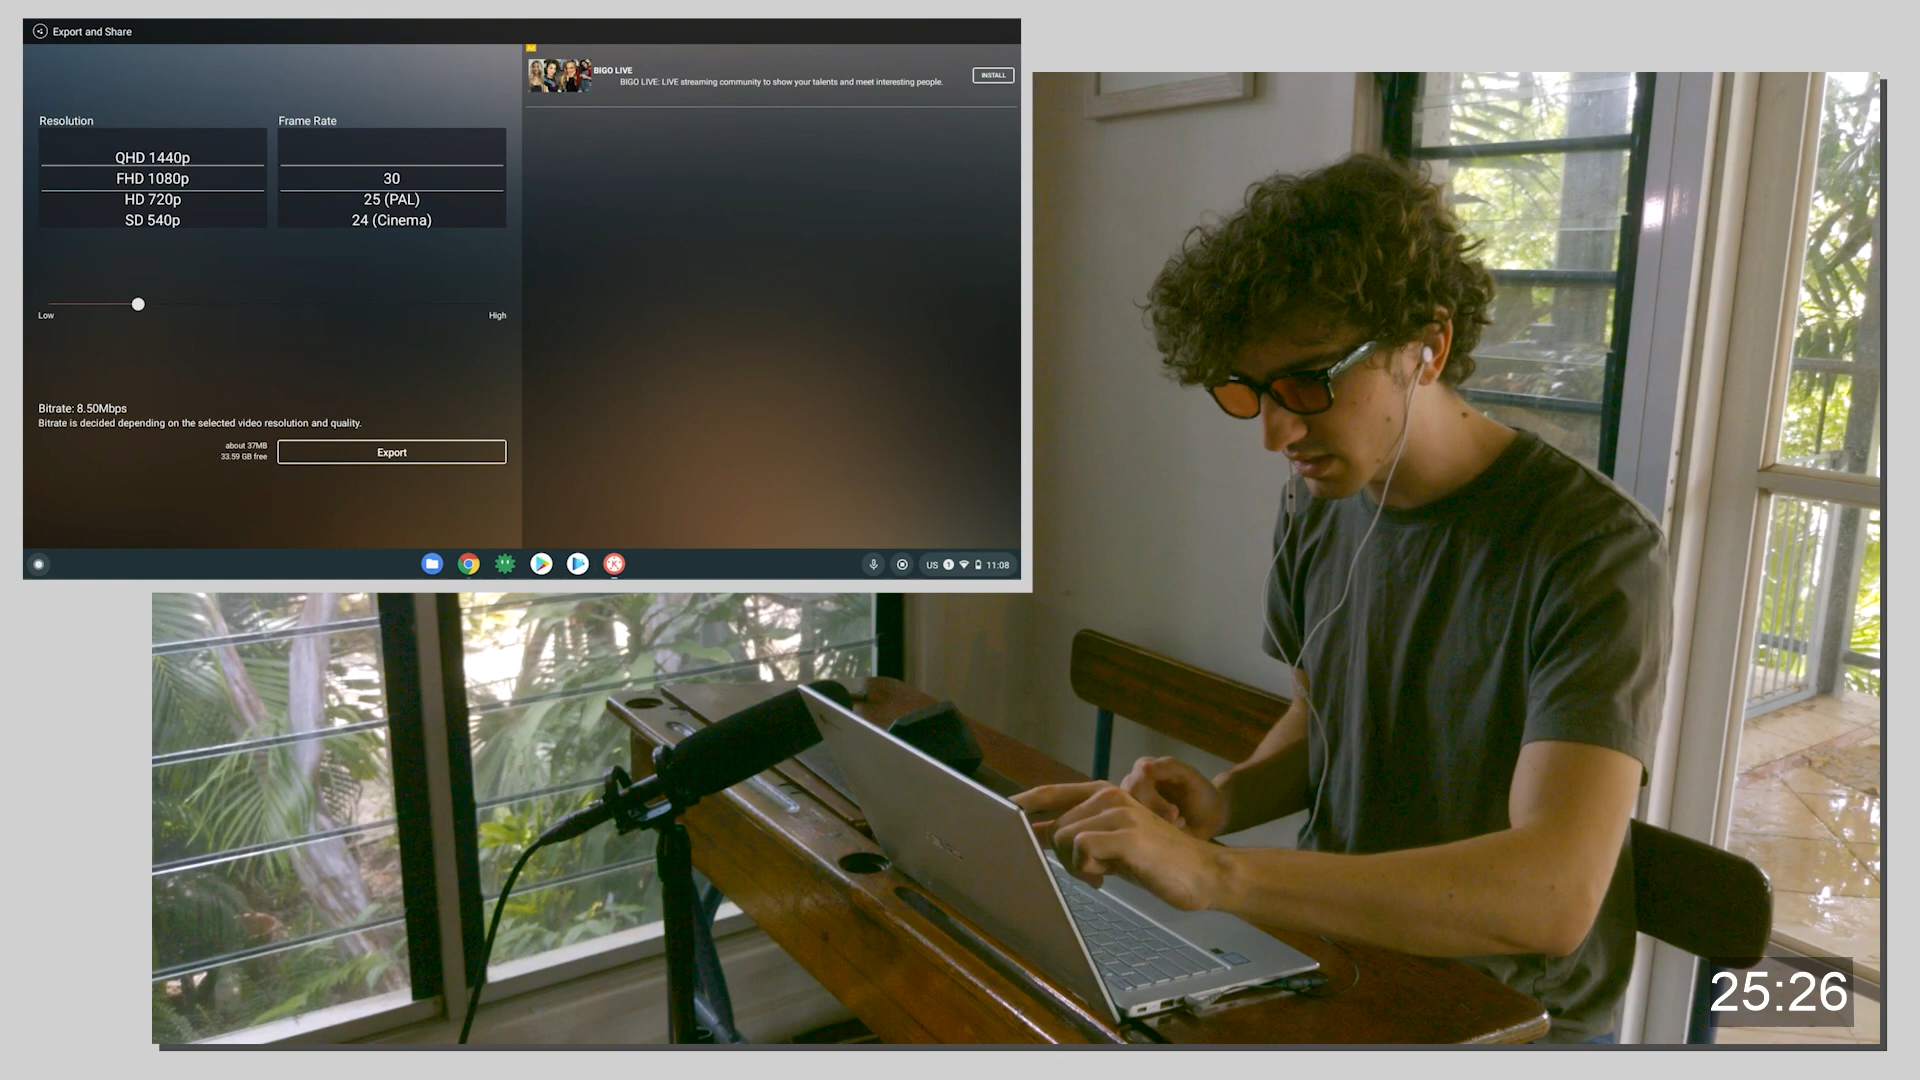 Export and Share
Resolution
QHD 1440p
FHD 1080p
HD 720p
SD 540p
Frame Rate
30
25 (PAL)
24 (Cinema)
Low
High
Bitrate: 8.50Mbps
Bitrate is decided depending on the selected video resolution and quality.
about 37MB
33.59 GB free
Export
Ad
BIGO LIVE
BIGO LIVE: LIVE streaming community to show your talents and meet interesting people.
INSTALL
US 1 11:08
25:26